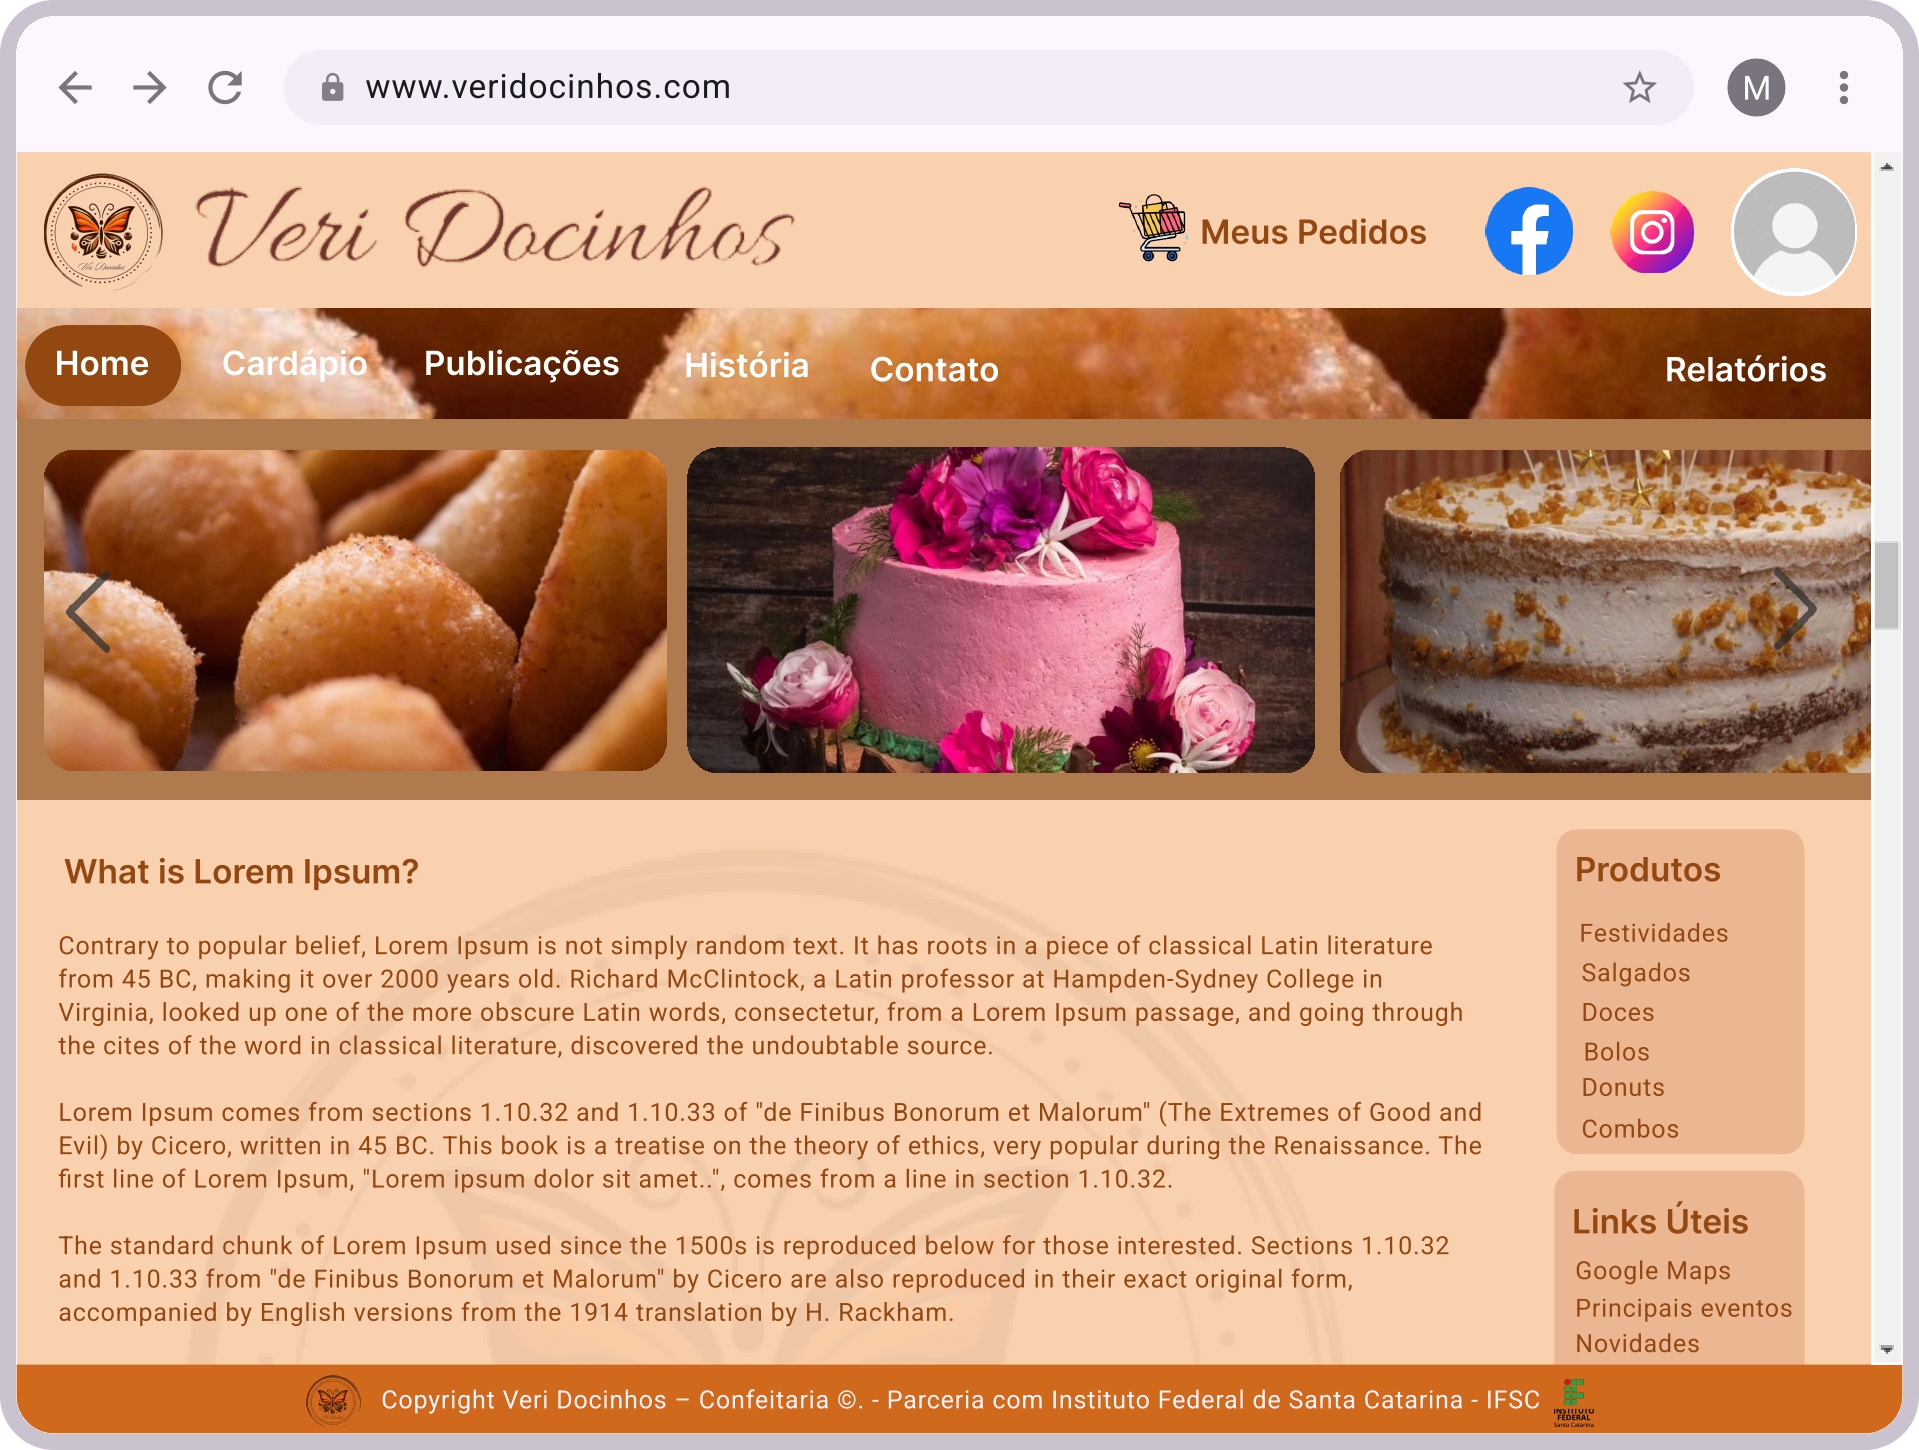 www.veridocinhos.com
M
Veri Docinhos
Veri Docinhos
Meus Pedidos
Home
Cardápio
Publicações
História
Contato
Relatórios
What is Lorem Ipsum?
Contrary to popular belief, Lorem Ipsum is not simply random text. It has roots in a piece of classical Latin literature
from 45 BC, making it over 2000 years old. Richard McClintock, a Latin professor at Hampden-Sydney College in
Virginia, looked up one of the more obscure Latin words, consectetur, from a Lorem Ipsum passage, and going through
the cites of the word in classical literature, discovered the undoubtable source.
Lorem Ipsum comes from sections 1.10.32 and 1.10.33 of "de Finibus Bonorum et Malorum" (The Extremes of Good and
Evil) by Cicero, written in 45 BC. This book is a treatise on the theory of ethics, very popular during the Renaissance. The
first line of Lorem Ipsum, "Lorem ipsum dolor sit amet..", comes from a line in section 1.10.32.
The standard chunk of Lorem Ipsum used since the 1500s is reproduced below for those interested. Sections 1.10.32
and 1.10.33 from "de Finibus Bonorum et Malorum" by Cicero are also reproduced in their exact original form,
accompanied by English versions from the 1914 translation by H. Rackham.
Produtos
Festividades
Salgados
Doces
Bolos
Donuts
Combos
Links Úteis
Google Maps
Principais eventos
Novidades
Copyright Veri Docinhos – Confeitaria ©. - Parceria com Instituto Federal de Santa Catarina - IFSC
INSTITUTO
FEDERAL
Santa Catarina